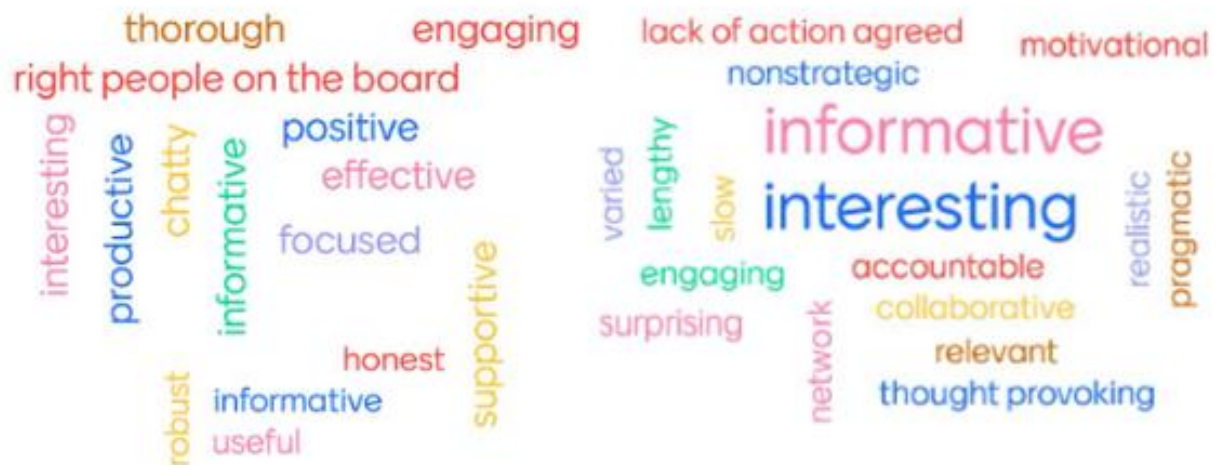 thorough
engaging
right people on the board
interesting
productive
chatty
informative
positive
effective
focused
supportive
honest
robust
informative
useful
lack of action agreed
motivational
nonstrategic
informative
varied
lengthy
slow
interesting
realistic
pragmatic
engaging
accountable
surprising
network
collaborative
relevant
thought provoking